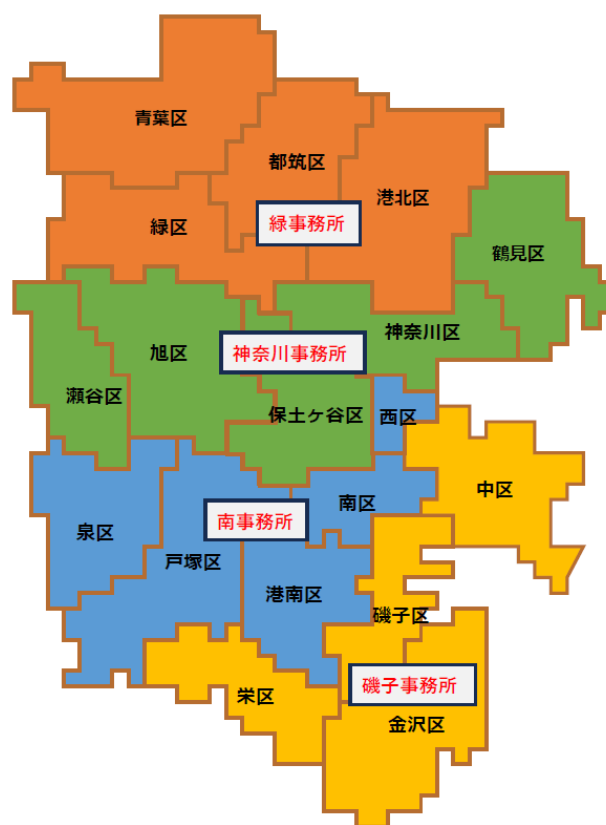 青葉区
都筑区
港北区
緑区
緑事務所
鶴見区
神奈川区
旭区
神奈川事務所
瀬谷区
保土ヶ谷区
西区
中区
南区
南事務所
泉区
戸塚区
港南区
磯子区
磯子事務所
栄区
金沢区